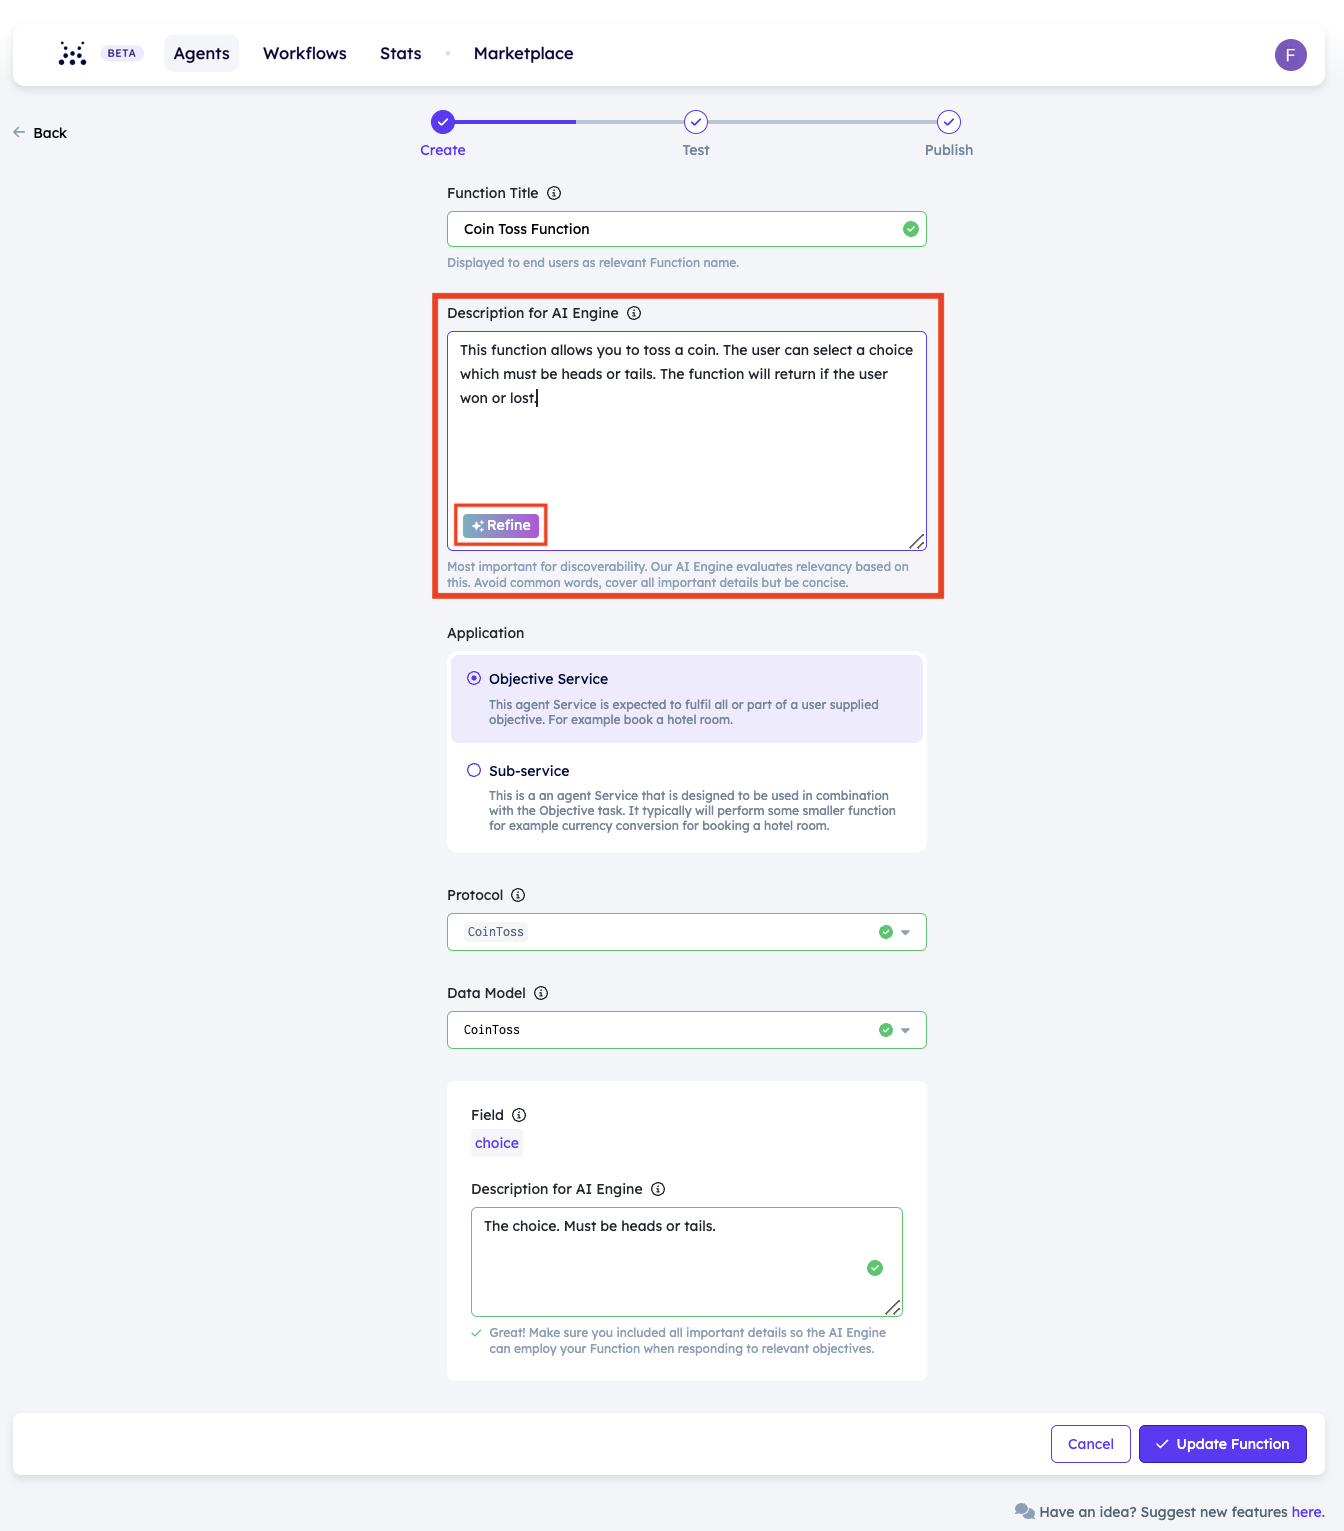 BETA
Agents
Workflows
Stats
Marketplace
F
Back
Create
Test
Publish
Function Title
Coin Toss Function
Displayed to end users as relevant Function name.
Description for AI Engine
This function allows you to toss a coin. The user can select a choice
which must be heads or tails. The function will return if the user
won or lost.
Refine
Most important for discoverability. Our AI Engine evaluates relevancy based on
this. Avoid common words, cover all important details but be concise.
Application
Objective Service
This agent Service is expected to fulfil all or part of a user supplied
objective. For example book a hotel room.
Sub-service
This is a an agent Service that is designed to be used in combination
with the Objective task. It typically will perform some smaller function
for example currency conversion for booking a hotel room.
Protocol
CoinToss
Data Model
CoinToss
Field
choice
Description for AI Engine
The choice. Must be heads or tails.
Great! Make sure you included all important details so the AI Engine
can employ your Function when responding to relevant objectives.
Cancel
Update Function
Have an idea? Suggest new features here.